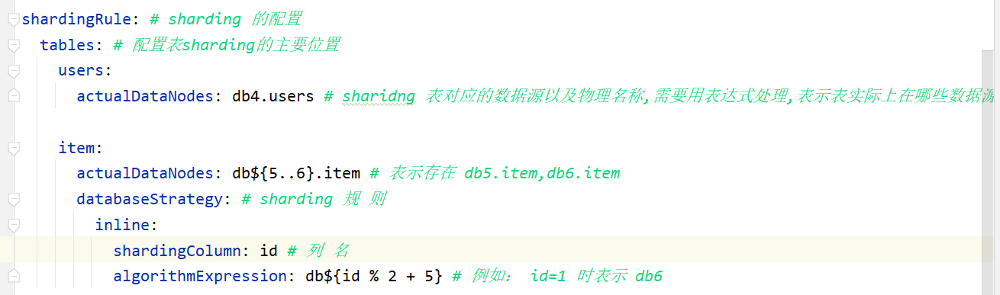 shardingRule: # sharding 的配置
tables: # 配置表sharding的主要位置
users:
actualDataNodes: db4.users # sharidng 表对应的数据源以及物理名称,需要用表达式处理,表示表实际上在哪些数据源
item:
actualDataNodes: db${5..6}.item # 表示存在 db5.item,db6.item
databaseStrategy: # sharding 规 则
inline:
shardingColumn: id # 列 名
algorithmExpression: db${id % 2 + 5} # 例如： id=1 时表示 db6